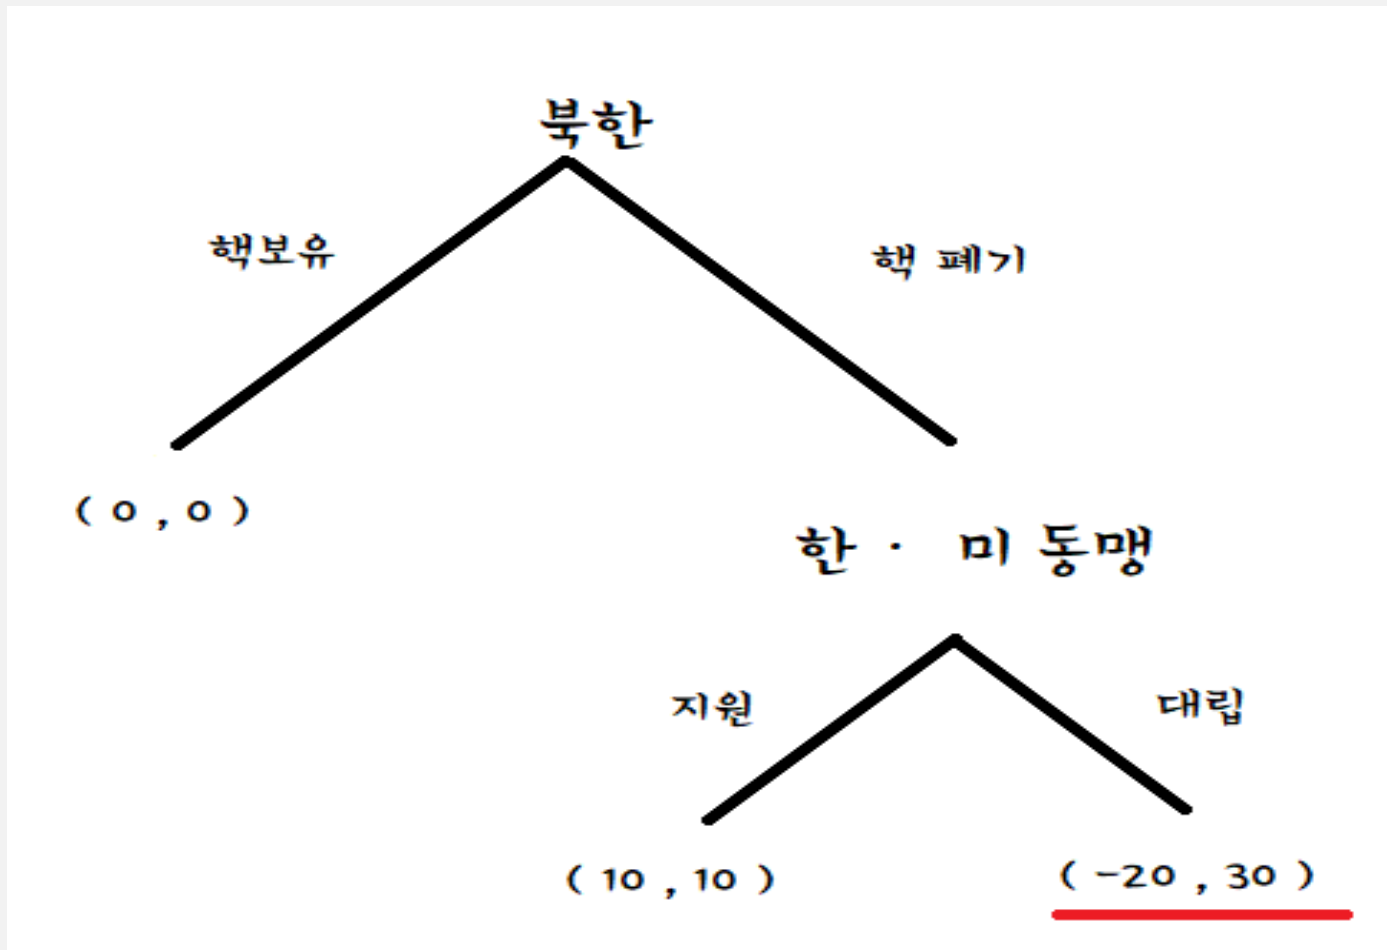 북한
핵보유
핵 폐기
( 0 , 0 )
한 · 미 동맹
지원
대립
( 10 , 10 )
( -20 , 30 )